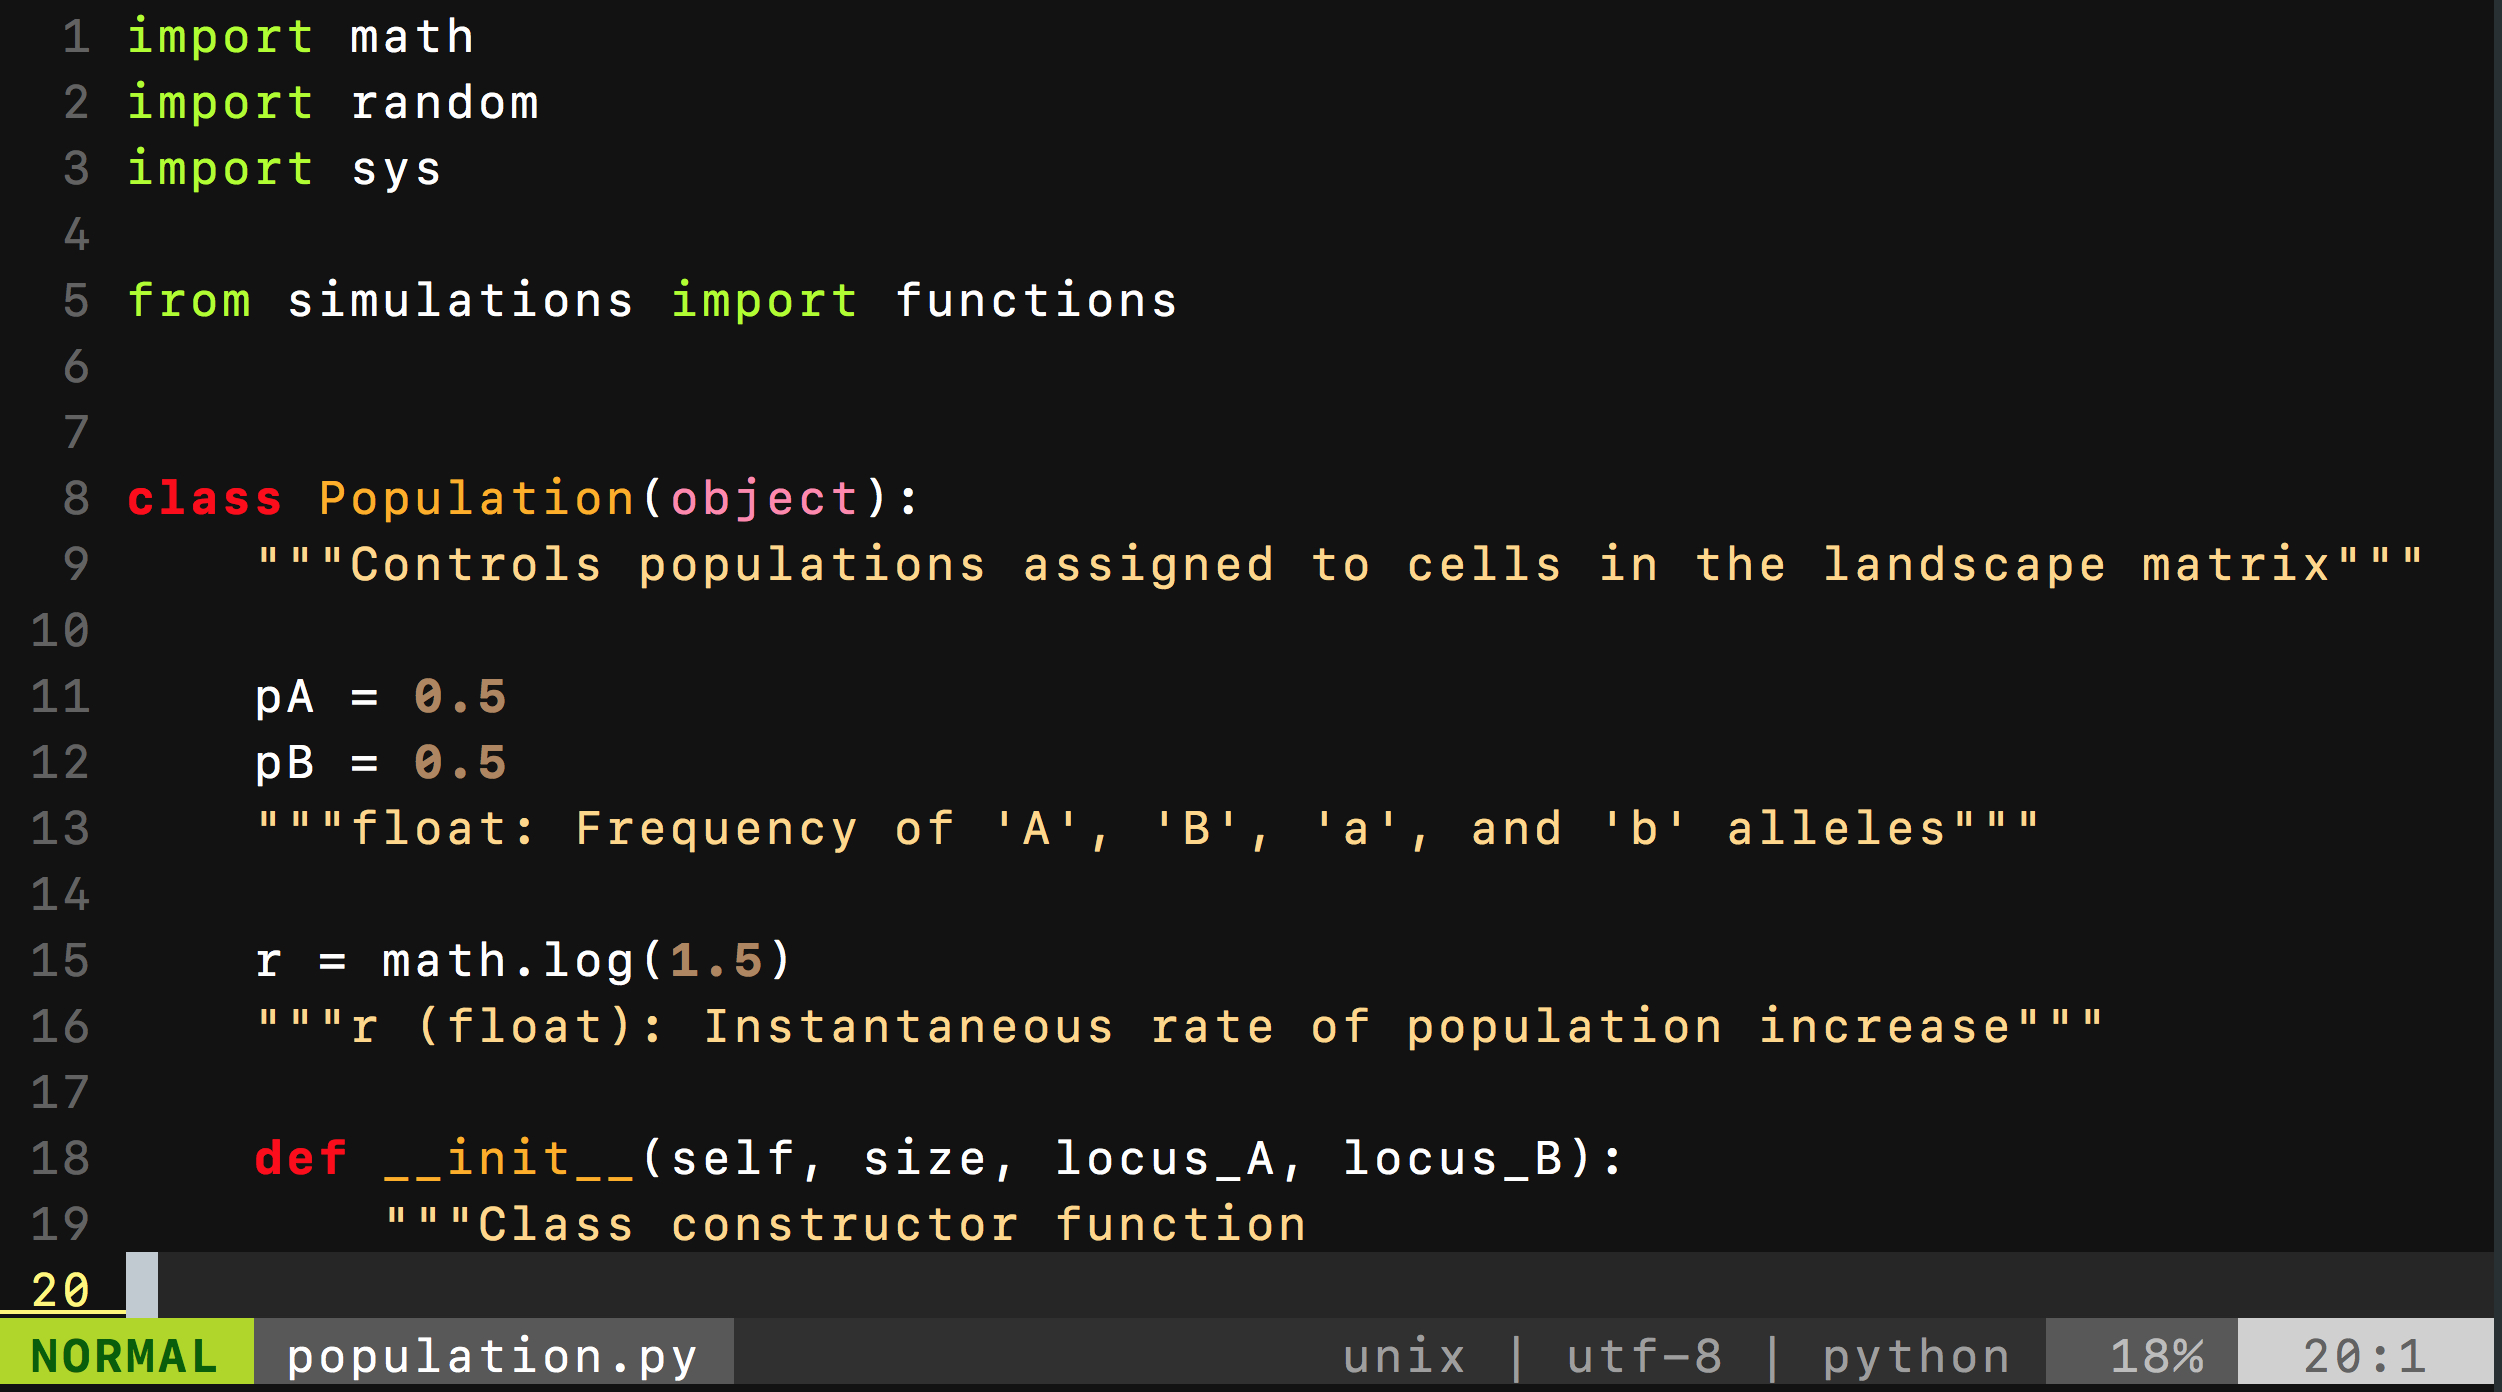 1 import math
2 import random
3 import sys
4
5 from simulations import functions
6
7
8 class Population(object):
9     """Controls populations assigned to cells in the landscape matrix"""
10
11     pA = 0.5
12     pB = 0.5
13     """float: Frequency of 'A', 'B', 'a', and 'b' alleles"""
14
15     r = math.log(1.5)
16     """r (float): Instantaneous rate of population increase"""
17
18     def __init__(self, size, locus_A, locus_B):
19         """Class constructor function
20
NORMAL population.py unix | utf-8 | python 18% 20:1